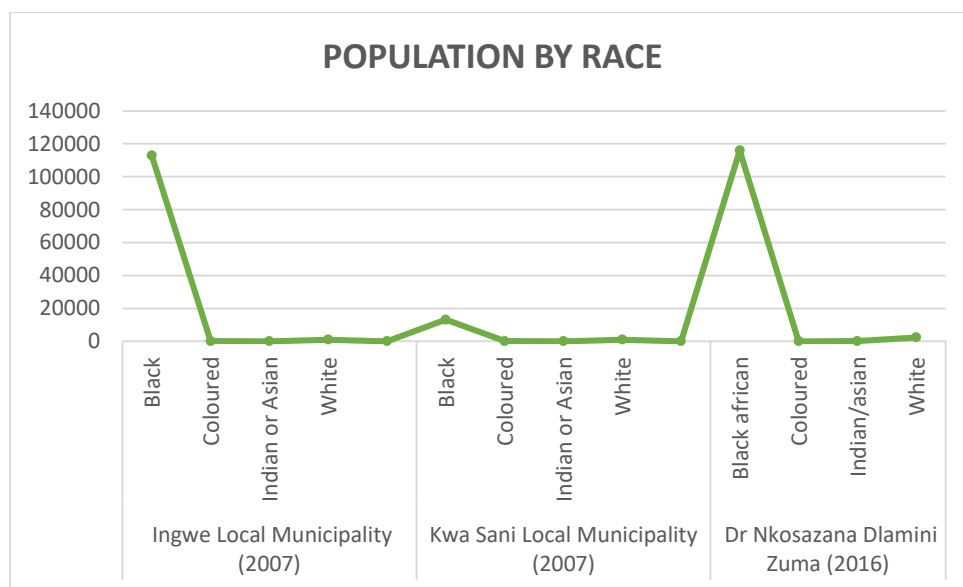 POPULATION BY RACE
140000
120000
100000
80000
60000
40000
20000
0
Black
Coloured
Indian or Asian
White
Black
Coloured
Indian or Asian
White
Black african
Coloured
Indian/asian
White
Ingwe Local Municipality
(2007)
Kwa Sani Local Municipality
(2007)
Dr Nkosazana Dlamini
Zuma (2016)